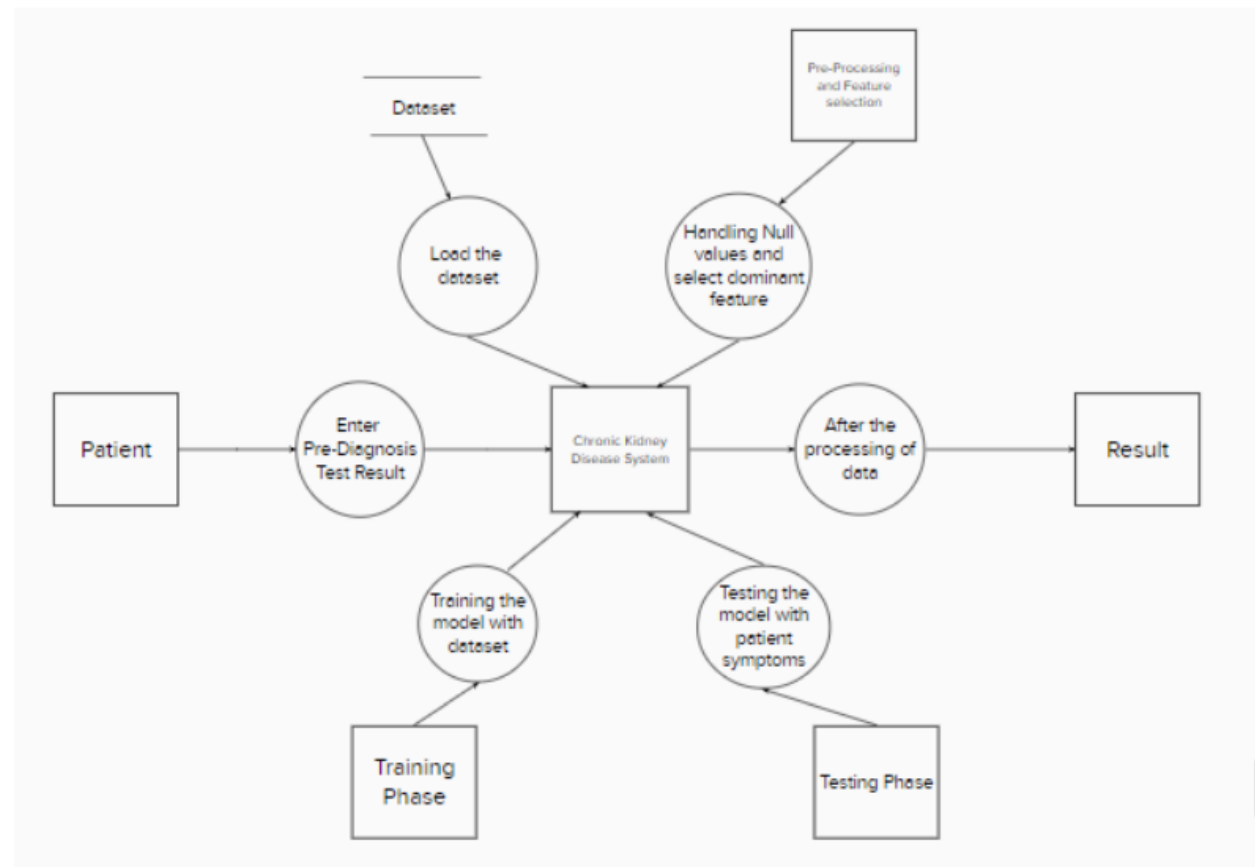 Pre-Processing
and Feature
selection
Dataset
Load the
dataset
Handling Null
values and
select dominant
feature
Patient
Enter
Pre-Diagnosis
Test Result
Chronic Kidney
Disease System
After the
processing of
data
Result
Training the
model with
dataset
Testing the
model with
patient
symptoms
Training
Phase
Testing Phase